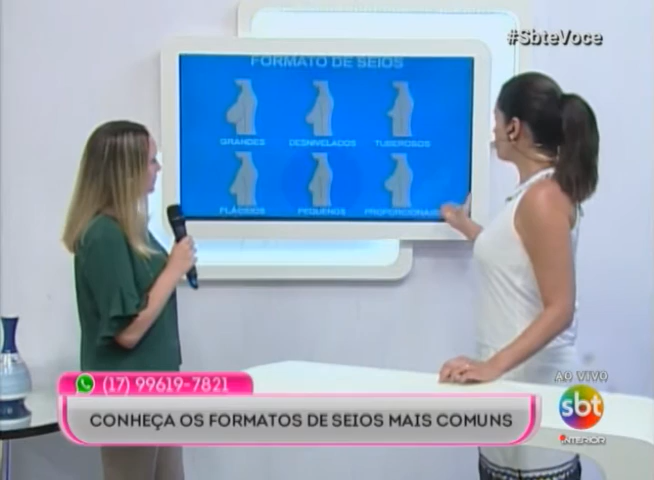 #SbteVoce
FORMATO DE SEIOS
GRANDES DESNIVELADOS TUBEROSOS
FLÁCIDOS PEQUENOS PROPORCIONAIS
(17) 99619-7821
CONHEÇA OS FORMATOS DE SEIOS MAIS COMUNS
AO VIVO
sbt
INTERIOR